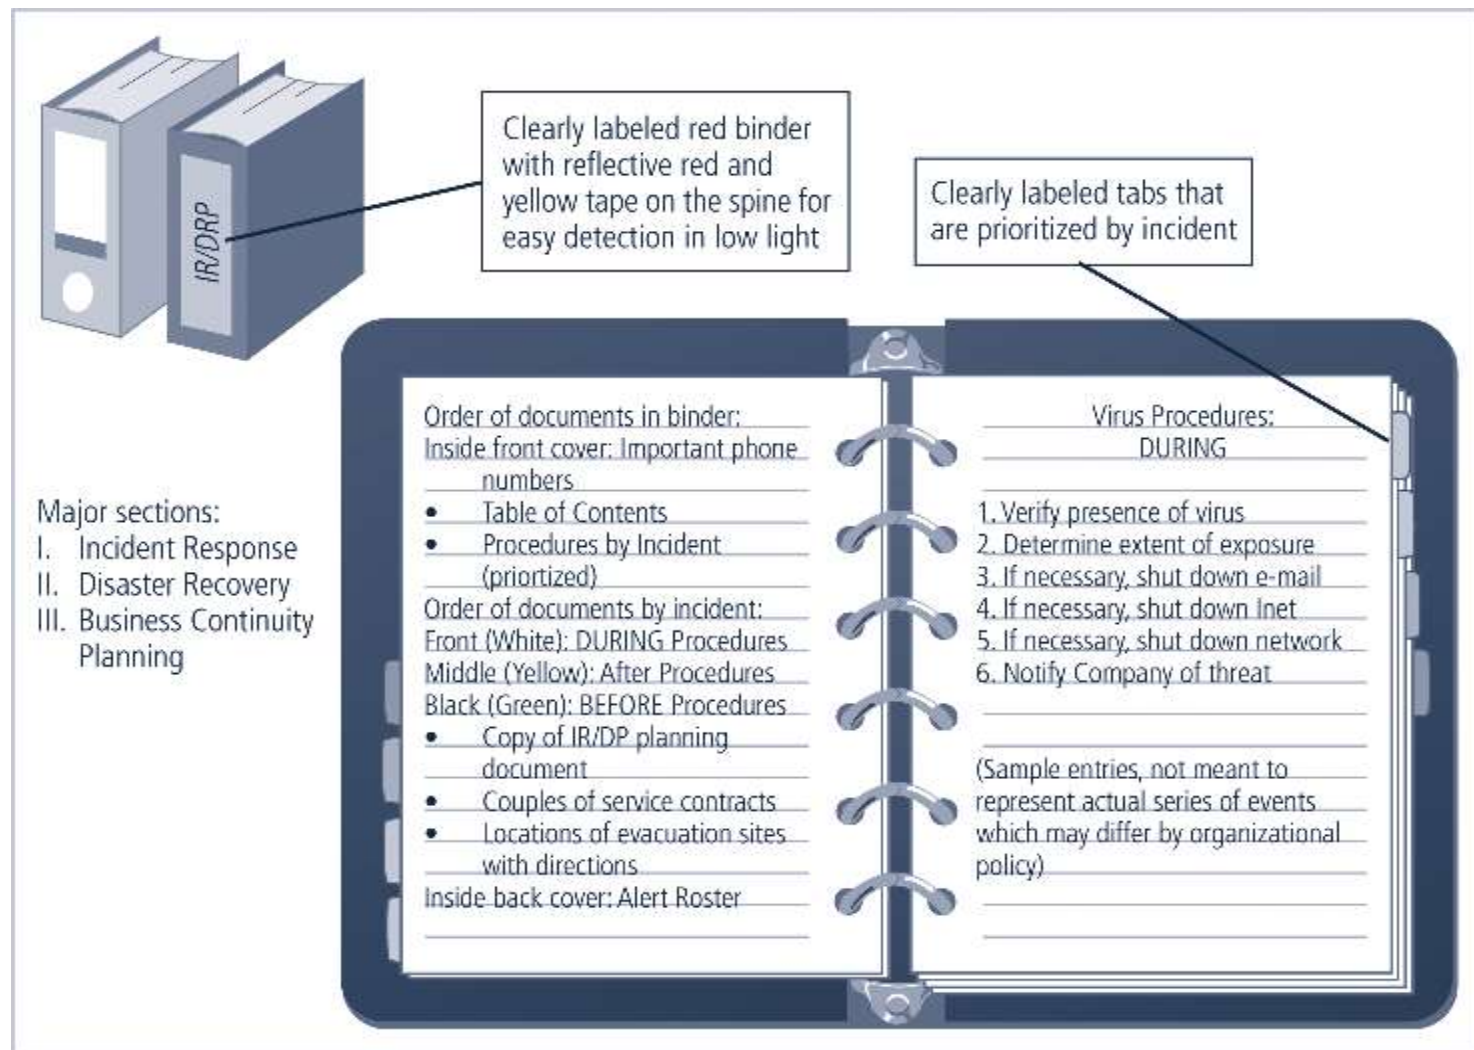 IR/DRP
Clearly labeled red binder
with reflective red and
yellow tape on the spine for
easy detection in low light
Clearly labeled tabs that
are prioritized by incident
Major sections:
I. Incident Response
II. Disaster Recovery
III. Business Continuity
Planning
Order of documents in binder:
Inside front cover: Important phone
numbers
• Table of Contents
• Procedures by Incident
(priortized)
Order of documents by incident:
Front (White): DURING Procedures
Middle (Yellow): After Procedures
Black (Green): BEFORE Procedures
• Copy of IR/DP planning
document
• Couples of service contracts
• Locations of evacuation sites
with directions
Inside back cover: Alert Roster
Virus Procedures:
DURING
1. Verify presence of virus
2. Determine extent of exposure
3. If necessary, shut down e-mail
4. If necessary, shut down Inet
5. If necessary, shut down network
6. Notify Company of threat
(Sample entries, not meant to
represent actual series of events
which may differ by organizational
policy)